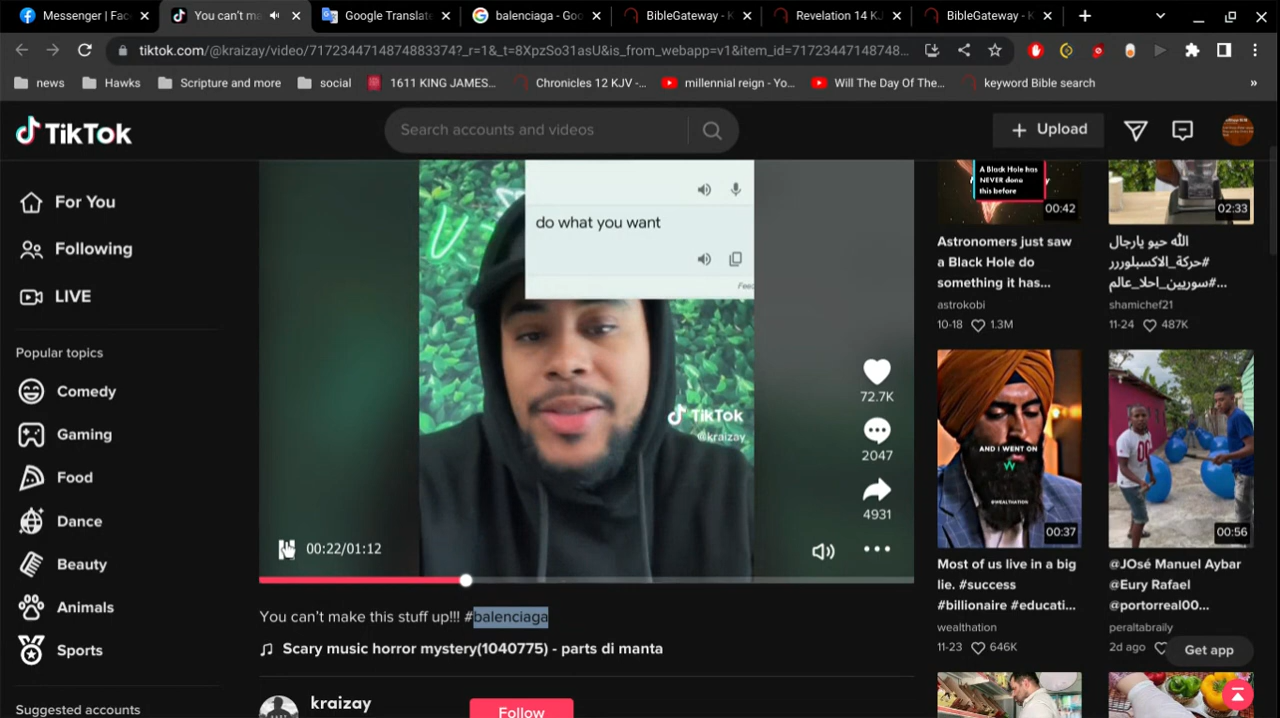 Messenger | Fac
You can't ma
Google Translat
balenciaga - Goo
BibleGateway - K
Revelation 14 KJ
BibleGateway - K
tiktok.com/@kraizay/video/7172344714874883374?_r=1&_t=8XpzSo31asU&is_from_webapp=v1&item_id=71723447148748...
news
Hawks
Scripture and more
social
1611 KING JAMES...
Chronicles 12 KJV -...
millennial reign - Yo...
Will The Day Of The...
keyword Bible search
»
TikTok
Search accounts and videos
+ Upload
For You
Following
LIVE
Popular topics
Comedy
Gaming
Food
Dance
Beauty
Animals
Sports
Suggested accounts
do what you want
TikTok
@kraizay
72.7K
2047
4931
00:22/01:12
You can't make this stuff up!!! #balenciaga
Scary music horror mystery(1040775) - parts di manta
kraizay
Follow
A Black Hole has
NEVER done
this before
00:42
Astronomers just saw
a Black Hole do
something it has...
astrokobi
10-18 1.3M
02:33
الله حيو يارجال
#حركة_الاكسبلوررر
#سوريين_احلا_عالم...
shamichef21
11-24 487K
AND I WENT ON
@WEALTHATION
00:37
Most of us live in a big
lie. #success
#billionaire #educati...
wealthation
11-23 646K
00:56
@JOsé Manuel Aybar
@Eury Rafael
@portorreal00...
peraltabraily
2d ago
Get app